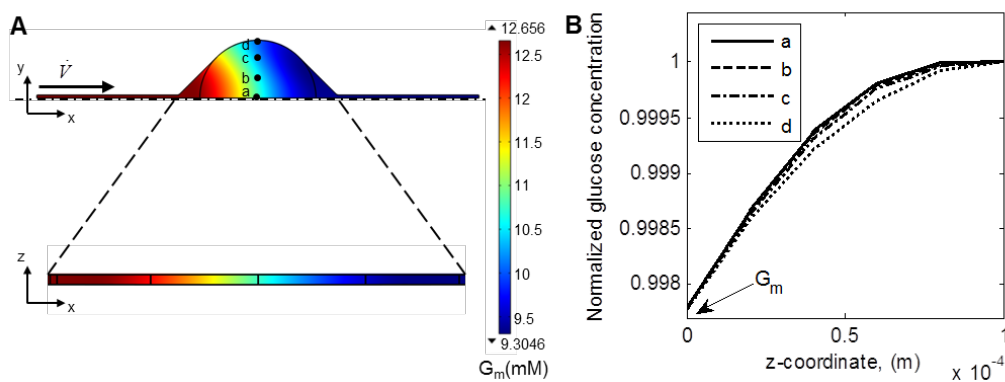 A
y
V̇
x
d
c
b
a
z
x
12.656
12.5
12
11.5
11
10.5
10
9.5
9.3046
Gm(mM)
B
Normalized glucose concentration
1
0.9995
0.999
0.9985
0.998
a
b
c
d
Gm
0
0.5
1
z-coordinate, (m)
x 10⁻⁴